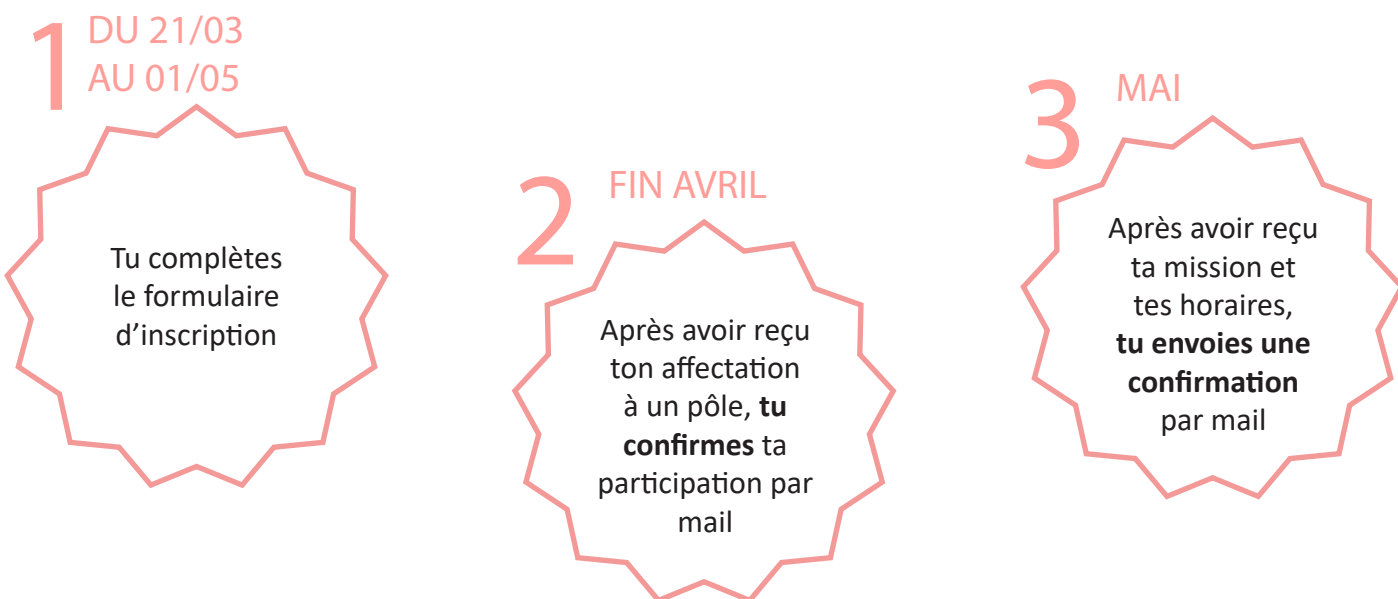 1
DU 21/03
AU 01/05
Tu complètes
le formulaire
d’inscription
2
FIN AVRIL
Après avoir reçu
ton affectation
à un pôle, tu
confirmes ta
participation par
mail
3
MAI
Après avoir reçu
ta mission et
tes horaires,
tu envoies une
confirmation
par mail